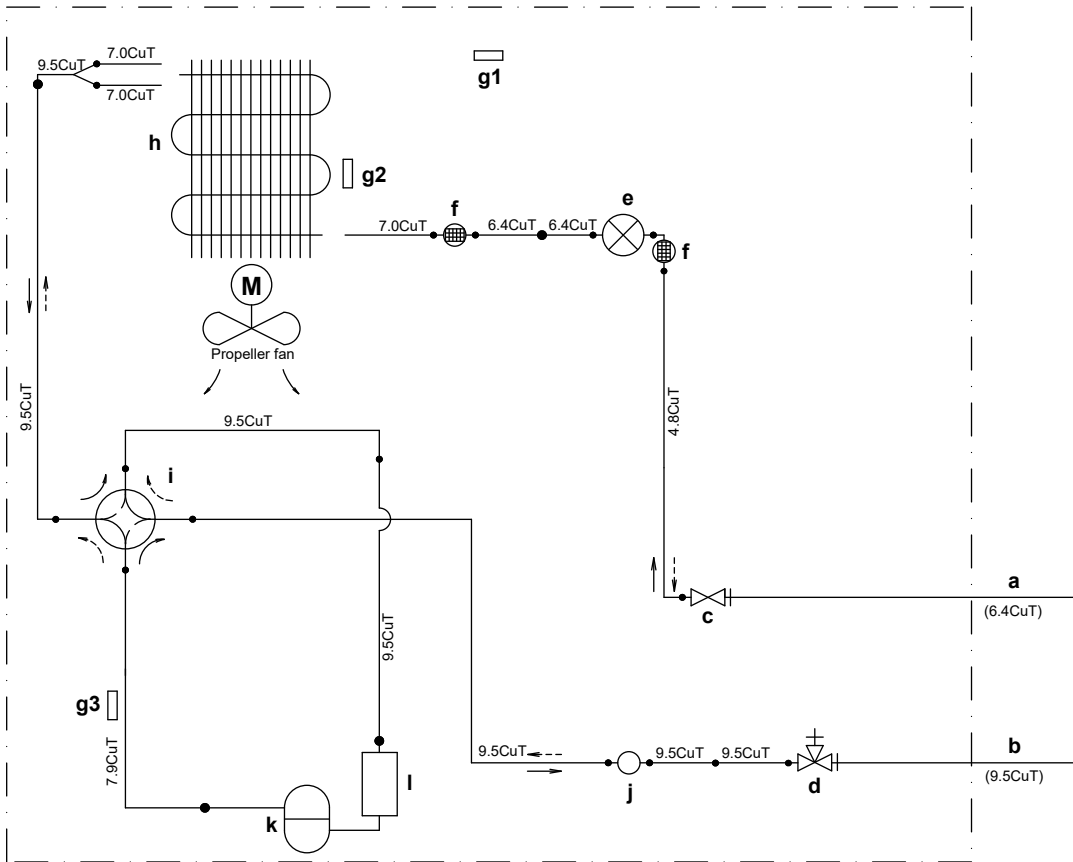 7.0CuT
9.5CuT
7.0CuT
g1
h
g2
e
f
7.0CuT
6.4CuT
6.4CuT
f
M
Propeller fan
9.5CuT
4.8CuT
9.5CuT
i
a
(6.4CuT)
c
9.5CuT
g3
7.9CuT
9.5CuT
9.5CuT
9.5CuT
b
(9.5CuT)
j
d
l
k